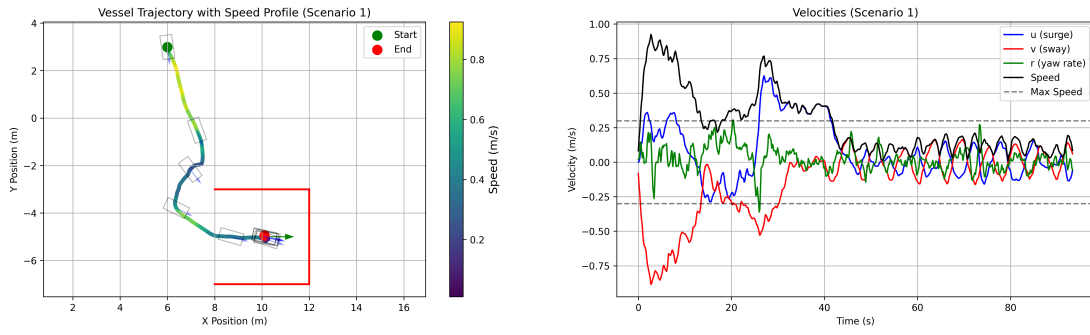 Vessel Trajectory with Speed Profile (Scenario 1)
Start
End
Y Position (m)
4
2
0
−2
−4
−6
2
4
6
8
10
12
14
16
X Position (m)
0.8
0.6
0.4
0.2
Speed (m/s)
Velocities (Scenario 1)
u (surge)
v (sway)
r (yaw rate)
Speed
Max Speed
Velocity (m/s)
1.00
0.75
0.50
0.25
0.00
−0.25
−0.50
−0.75
0
20
40
60
80
Time (s)